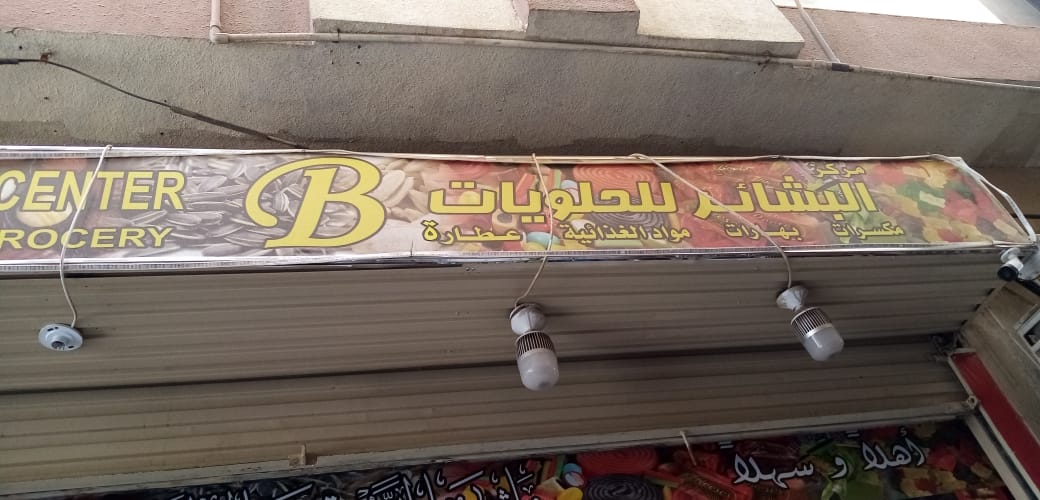 مركز
البشائر للحلويات
مكسرات بهارات مواد الغذائية عطارة
B
CENTER
ROCERY
أهلاً و سهلاً